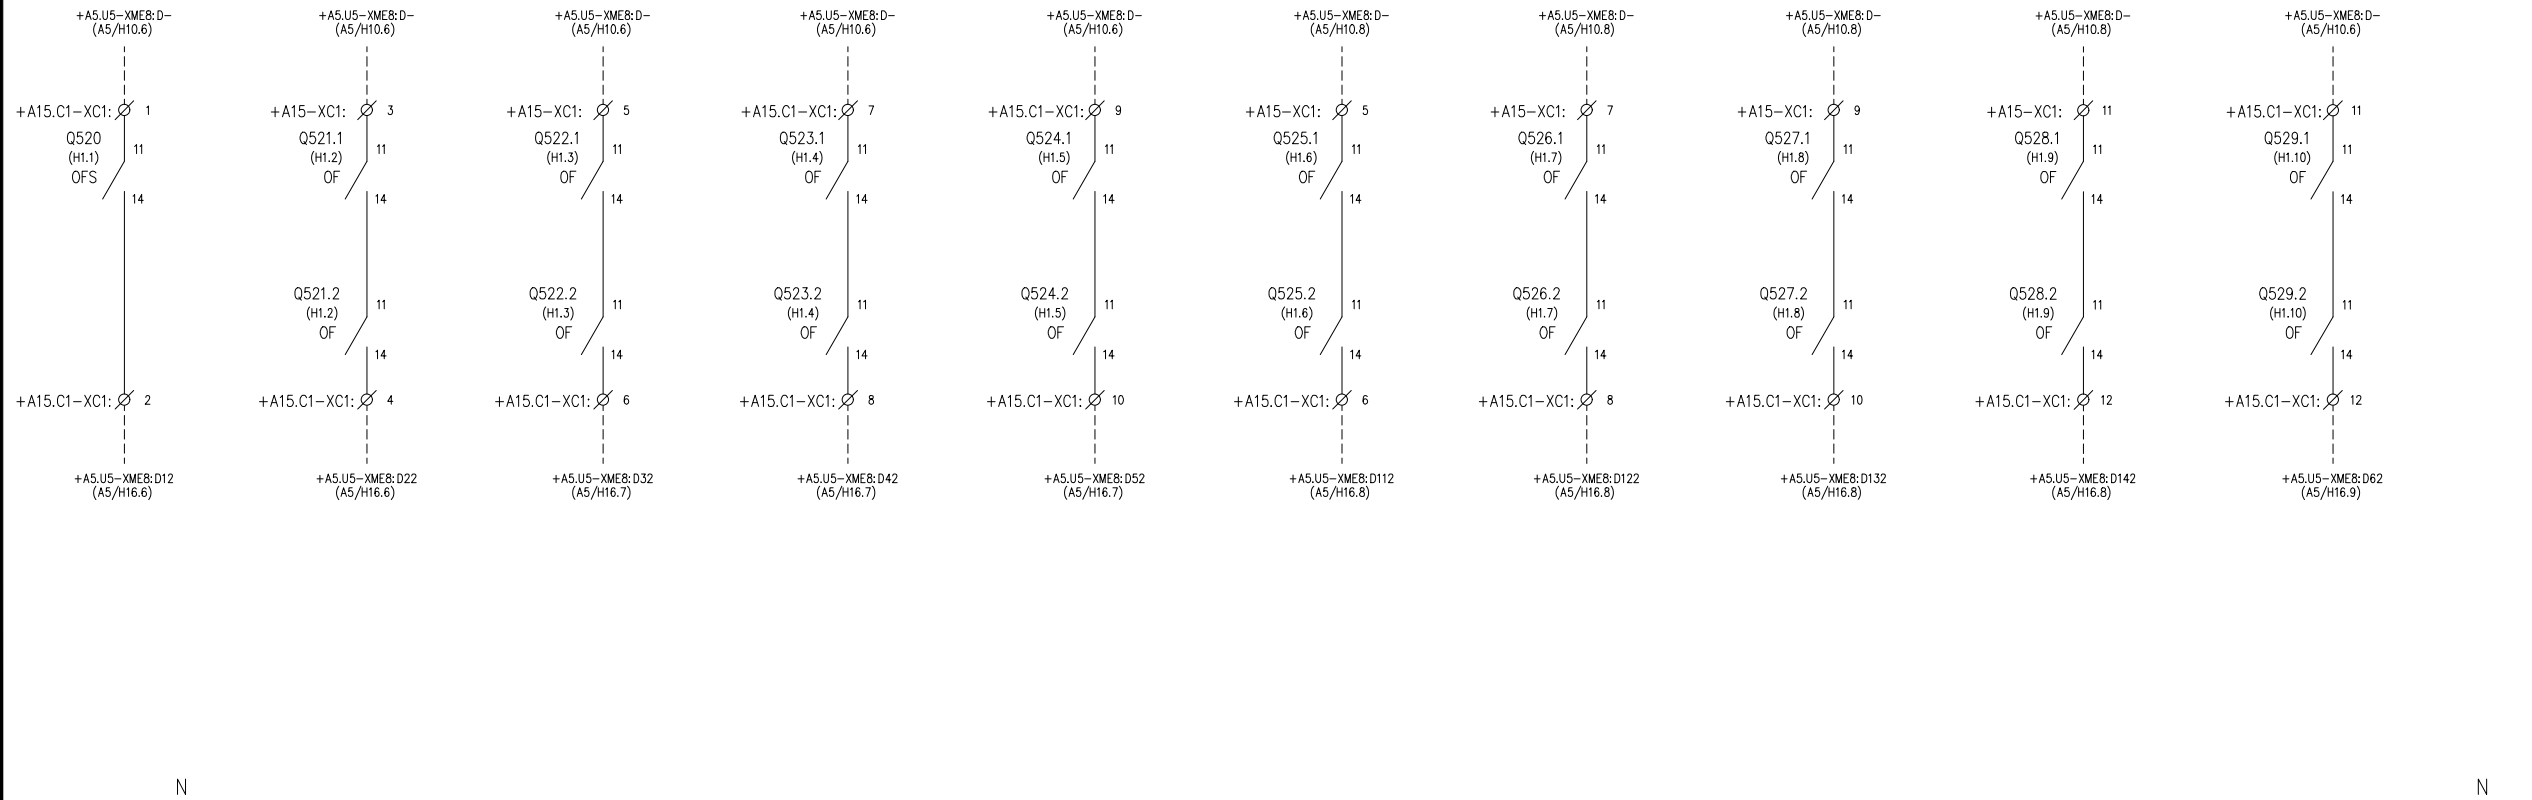 +A5.U5-XME8:D- +A5.U5-XME8:D- +A5.U5-XME8:D- +A5.U5-XME8:D- +A5.U5-XME8:D- +A5.U5-XME8:D- +A5.U5-XME8:D- +A5.U5-XME8:D- +A5.U5-XME8:D- +A5.U5-XME8:D-
(A5/H10.6) (A5/H10.6) (A5/H10.6) (A5/H10.6) (A5/H10.6) (A5/H10.8) (A5/H10.8) (A5/H10.8) (A5/H10.8) (A5/H10.6)
+A15.C1-XC1: 1 +A15-XC1: 3 +A15-XC1: 5 +A15.C1-XC1: 7 +A15.C1-XC1: 9 +A15-XC1: 5 +A15-XC1: 7 +A15-XC1: 9 +A15-XC1: 11 +A15.C1-XC1: 11
Q520 Q521.1 Q522.1 Q523.1 Q524.1 Q525.1 Q526.1 Q527.1 Q528.1 Q529.1
11 11 11 11 11 11 11 11 11 11
(H1.1) (H1.2) (H1.3) (H1.4) (H1.5) (H1.6) (H1.7) (H1.8) (H1.9) (H1.10)
OFS OF OF OF OF OF OF OF OF OF
14 14 14 14 14 14 14 14 14 14
Q521.2 Q522.2 Q523.2 Q524.2 Q525.2 Q526.2 Q527.2 Q528.2 Q529.2
11 11 11 11 11 11 11 11 11
(H1.2) (H1.3) (H1.4) (H1.5) (H1.6) (H1.7) (H1.8) (H1.9) (H1.10)
OF OF OF OF OF OF OF OF OF
14 14 14 14 14 14 14 14 14
+A15.C1-XC1: 2 +A15.C1-XC1: 4 +A15.C1-XC1: 6 +A15.C1-XC1: 8 +A15.C1-XC1: 10 +A15.C1-XC1: 6 +A15.C1-XC1: 8 +A15.C1-XC1: 10 +A15.C1-XC1: 12 +A15.C1-XC1: 12
+A5.U5-XME8:D12 +A5.U5-XME8:D22 +A5.U5-XME8:D32 +A5.U5-XME8:D42 +A5.U5-XME8:D52 +A5.U5-XME8:D112 +A5.U5-XME8:D122 +A5.U5-XME8:D132 +A5.U5-XME8:D142 +A5.U5-XME8:D62
(A5/H16.6) (A5/H16.6) (A5/H16.7) (A5/H16.7) (A5/H16.7) (A5/H16.8) (A5/H16.8) (A5/H16.8) (A5/H16.8) (A5/H16.9)
N N